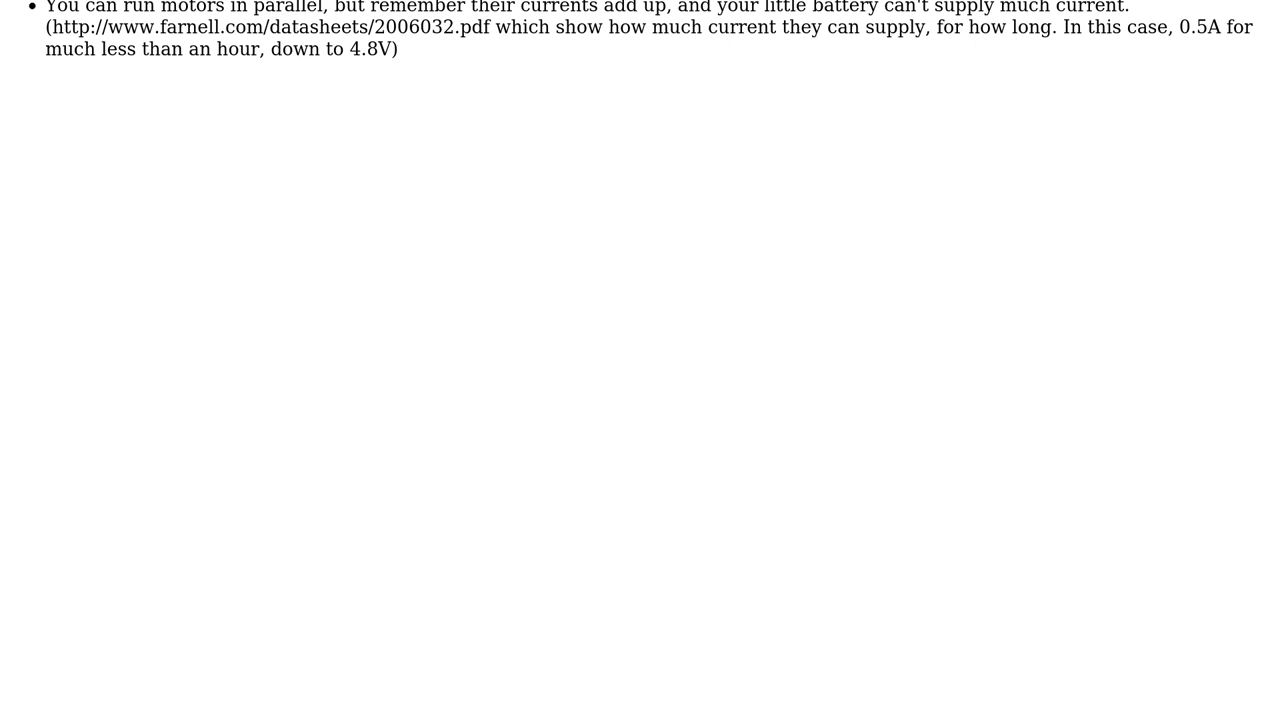 • You can run motors in parallel, but remember their currents add up, and your little battery can't supply much current.
(http://www.farnell.com/datasheets/2006032.pdf which show how much current they can supply, for how long. In this case, 0.5A for
much less than an hour, down to 4.8V)